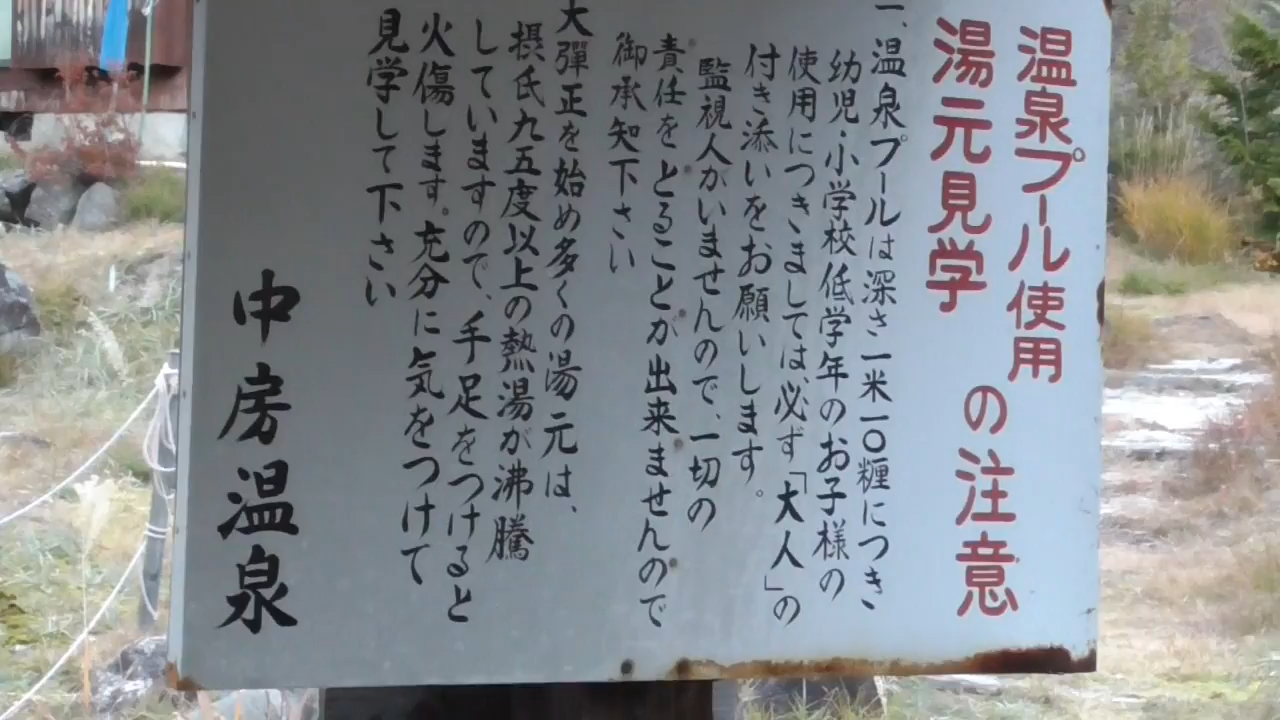 温泉プール使用
湯元見学
の注意
一、温泉プールは深さ一米一〇糎につき
幼児・小学校低学年のお子様の
使用につきましては、必ず「大人」の
付き添いをお願いします。
監視人がいませんので、一切の
責任をとることが出来ませんので
御承知下さい
大彈正を始め多くの湯元は、
摂氏九五度以上の熱湯が沸騰
していますので、手足をつけると
火傷します。充分に気をつけて
見学して下さい
中房温泉